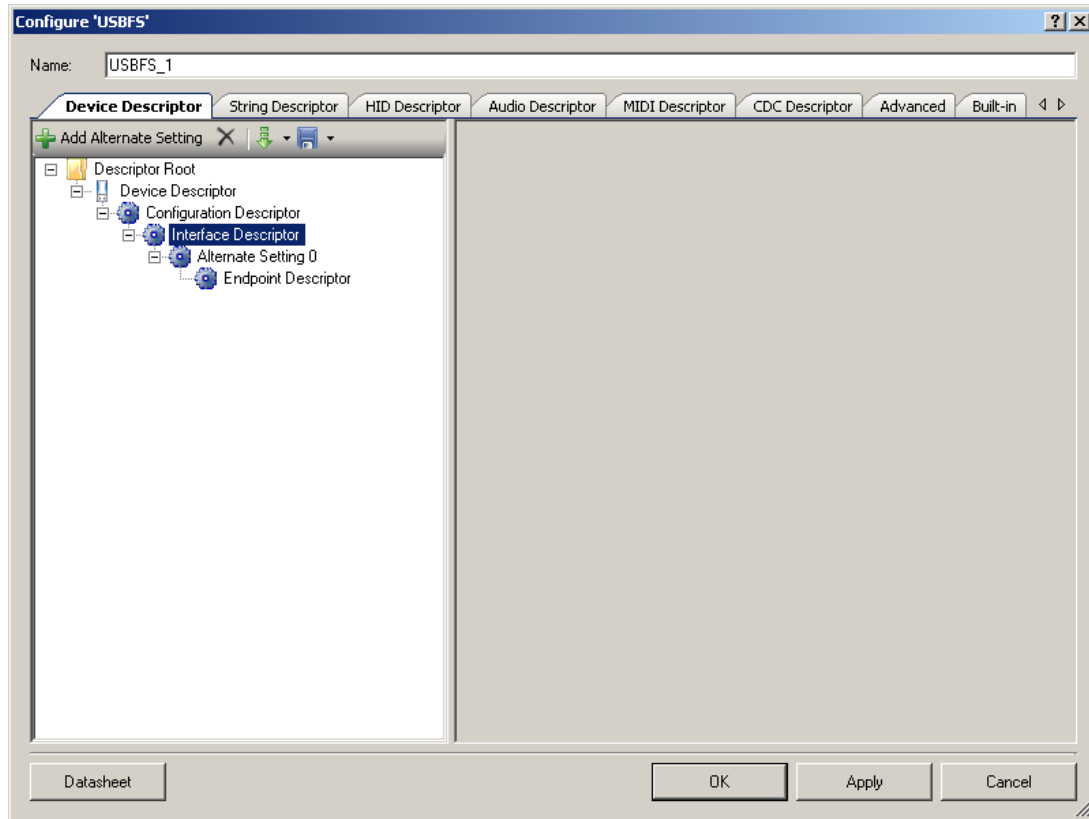 Configure 'USBFS'
Name: USBFS_1
Device Descriptor String Descriptor HID Descriptor Audio Descriptor MIDI Descriptor CDC Descriptor Advanced Built-in
Add Alternate Setting
Descriptor Root
Device Descriptor
Configuration Descriptor
Interface Descriptor
Alternate Setting 0
Endpoint Descriptor
Datasheet OK Apply Cancel